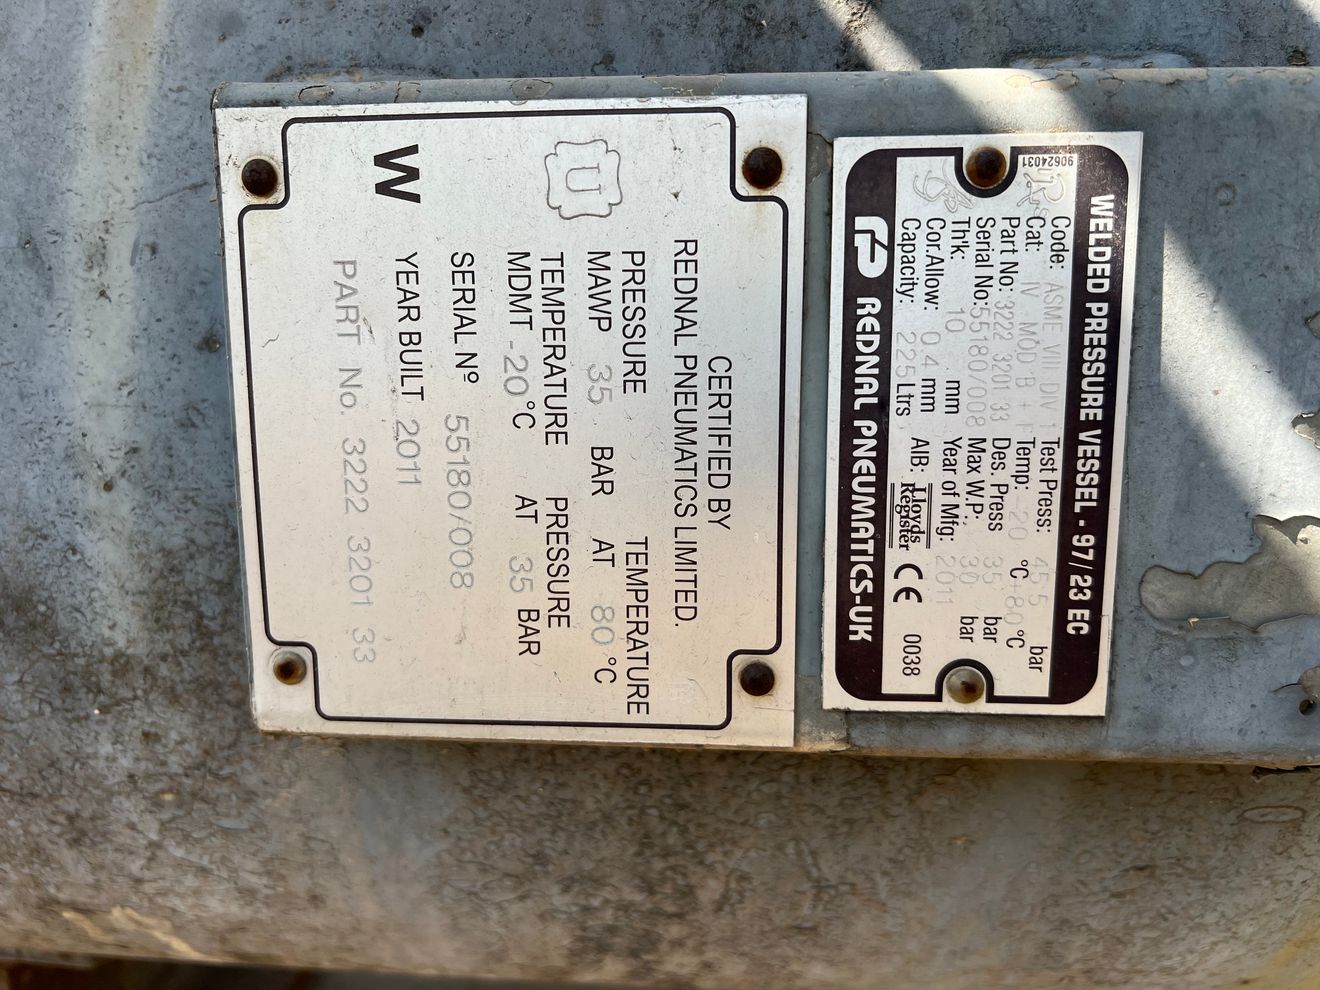 WELDED PRESSURE VESSEL - 97/23 EC
90624031
Code: ASME VIII DIV 1 Test Press: 45.5 bar
Cat: IV MOD B + F Temp: -20 °C +80 °C
Part No: 3222 3201 33 Des. Press 35 bar
Serial No: 55180/008 Max W.P. 30 bar
Th'k: 10 mm Year of Mfg: 2011
Cor.Allow: 0.4 mm
Capacity: 225 Ltrs AIB: Lloyds Register CE 0038
REDNAL PNEUMATICS-UK
CERTIFIED BY
REDNAL PNEUMATICS LIMITED.
U
PRESSURE TEMPERATURE
MAWP 35 BAR AT 80 °C
TEMPERATURE PRESSURE
MDMT -20 °C AT 35 BAR
W
SERIAL Nº 55180/008
YEAR BUILT 2011
PART No. 3222 3201 33